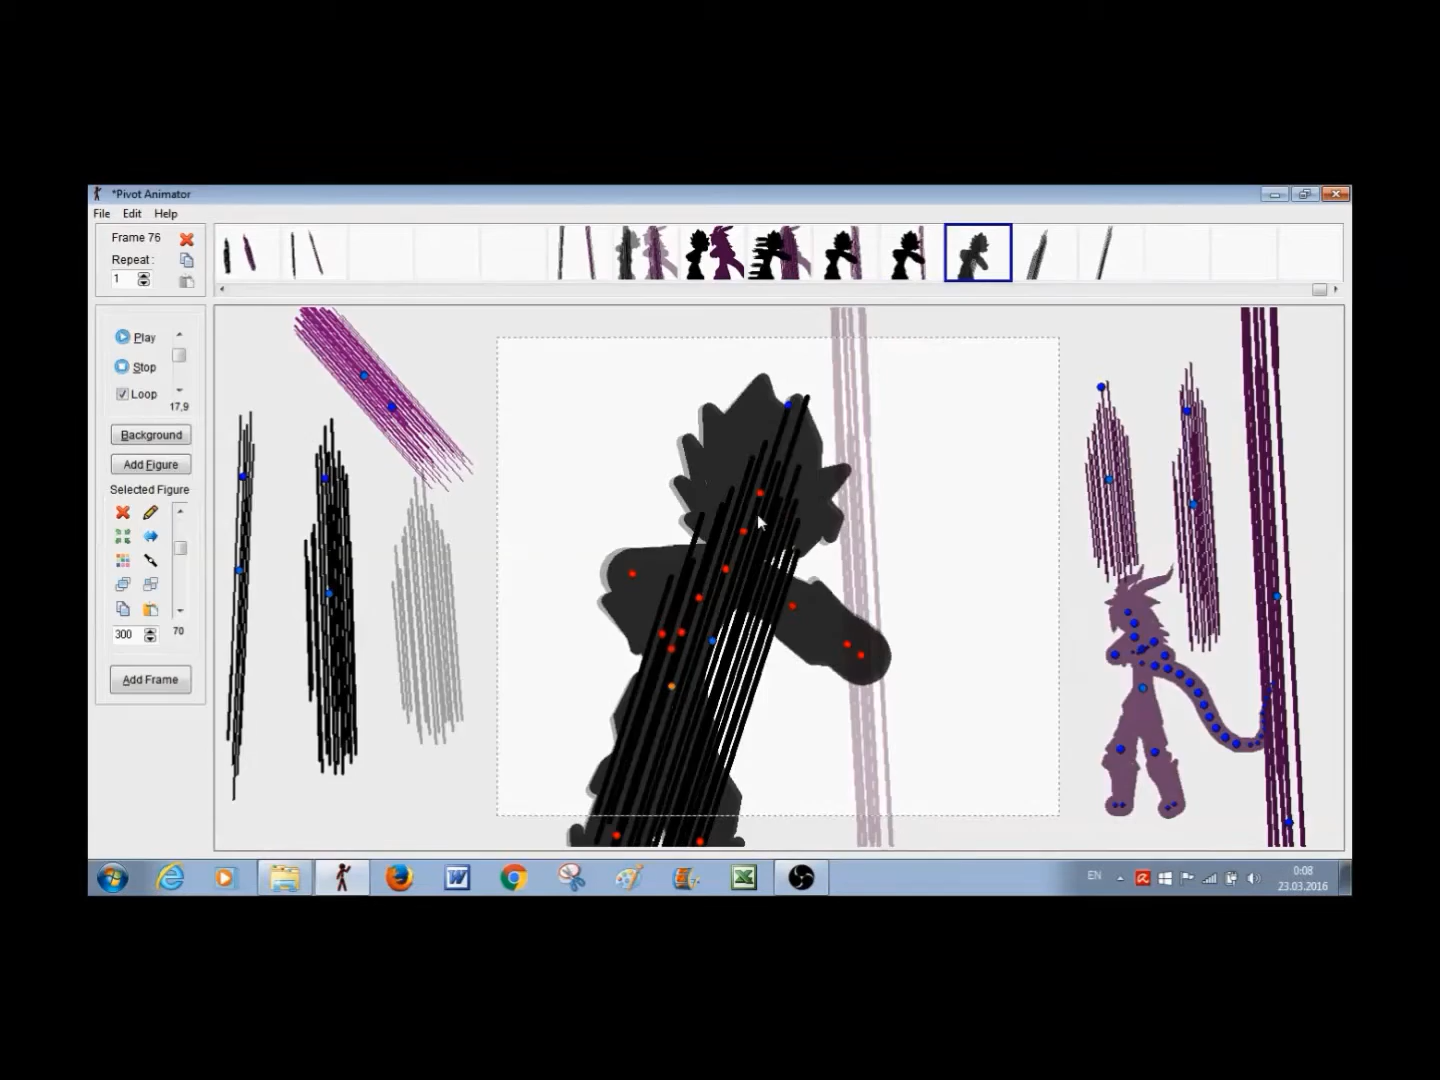 *Pivot Animator
File Edit Help
Frame 76
Repeat :
1
Play
Stop
Loop
17,9
Background
Add Figure
Selected Figure
300
70
Add Frame
EN
0:08
23.03.2016